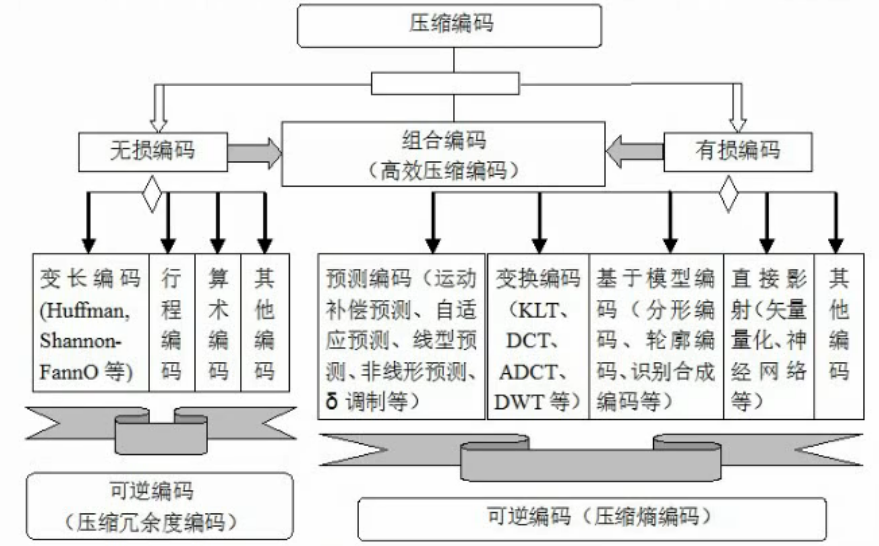 压缩编码
无损编码
组合编码
（高效压缩编码）
有损编码
变长编码
(Huffman,
Shannon-
FannO 等)
行
程
编
码
算
术
编
码
其
他
编
码
预测编码（运动
补偿预测、自适
应预测、线型预
测、非线形预测、
δ 调制等）
变换编码
（KLT、
DCT、
ADCT、
DWT 等）
基于模型编
码（分形编
码、轮廓编
码、识别合成
编码等）
直接影
射（矢量
量化、神
经网络
等）
其
他
编
码
可逆编码
（压缩冗余度编码）
可逆编码（压缩熵编码）